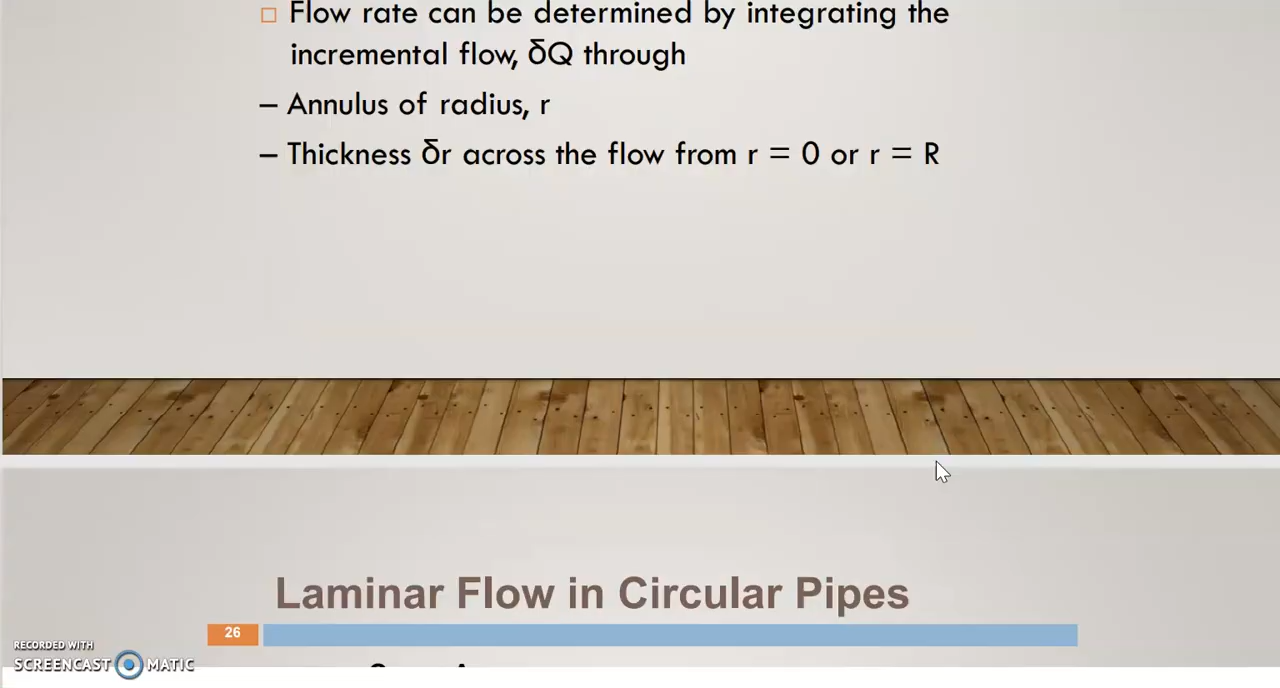 Flow rate can be determined by integrating the
incremental flow, δQ through
– Annulus of radius, r
– Thickness δr across the flow from r = 0 or r = R
Laminar Flow in Circular Pipes
26
RECORDED WITH
SCREENCAST MATIC